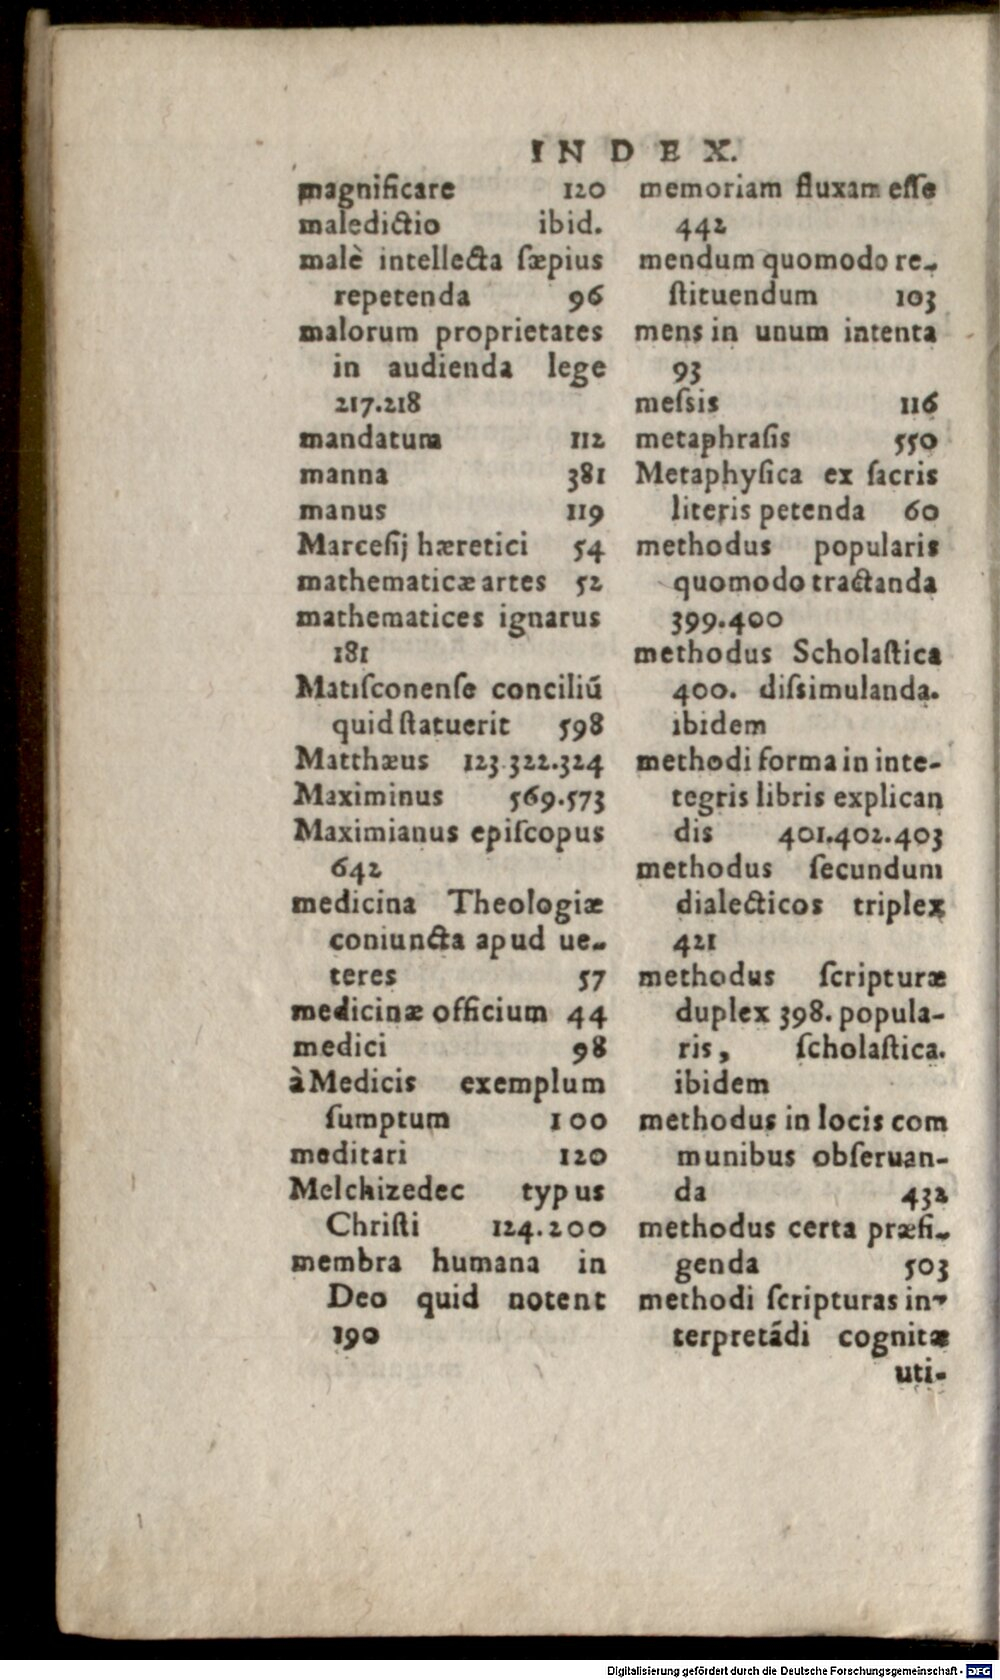 INDEX.
magnificare 120
maledictio ibid.
malè intellecta ſæpius
repetenda 96
malorum proprietates
in audienda lege
217.218
mandatum 112
manna 381
manus 119
Marceſij hæretici 54
mathematicæ artes 52
mathematices ignarus
181
Matiſconenſe conciliū
quid ſtatuerit 598
Matthæus 123.322.324
Maximinus 569.573
Maximianus epiſcopus
642
medicina Theologiæ
coniuncta apud ue-
teres 57
medicinæ officium 44
medici 98
à Medicis exemplum
ſumptum 100
meditari 120
Melchizedec typus
Chriſti 124.200
membra humana in
Deo quid notent
190
memoriam fluxam eſſe
442
mendum quomodo re-
ſtituendum 103
mens in unum intenta
93
meſsis 116
metaphraſis 550
Metaphyſica ex ſacris
literis petenda 60
methodus popularis
quomodo tractanda
399.400
methodus Scholaſtica
400. diſsimulanda.
ibidem
methodi forma in inte-
tegris libris explican
dis 401.402.403
methodus ſecundum
dialecticos triplex
421
methodus ſcripturæ
duplex 398. popula-
ris, ſcholaſtica.
ibidem
methodus in locis com
munibus obſeruan-
da 432
methodus certa præfi-
genda 503
methodi ſcripturas in-
terpretādi cognitæ
uti-
Digitalisierung gefördert durch die Deutsche Forschungsgemeinschaft - DFG